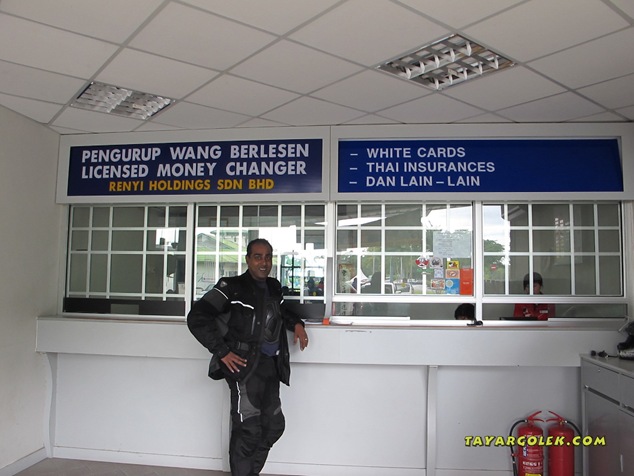 PENGURUP WANG BERLESEN
LICENSED MONEY CHANGER
RENYI HOLDINGS SDN BHD
– WHITE CARDS
– THAI INSURANCES
– DAN LAIN – LAIN
TAYARGOLEK.COM